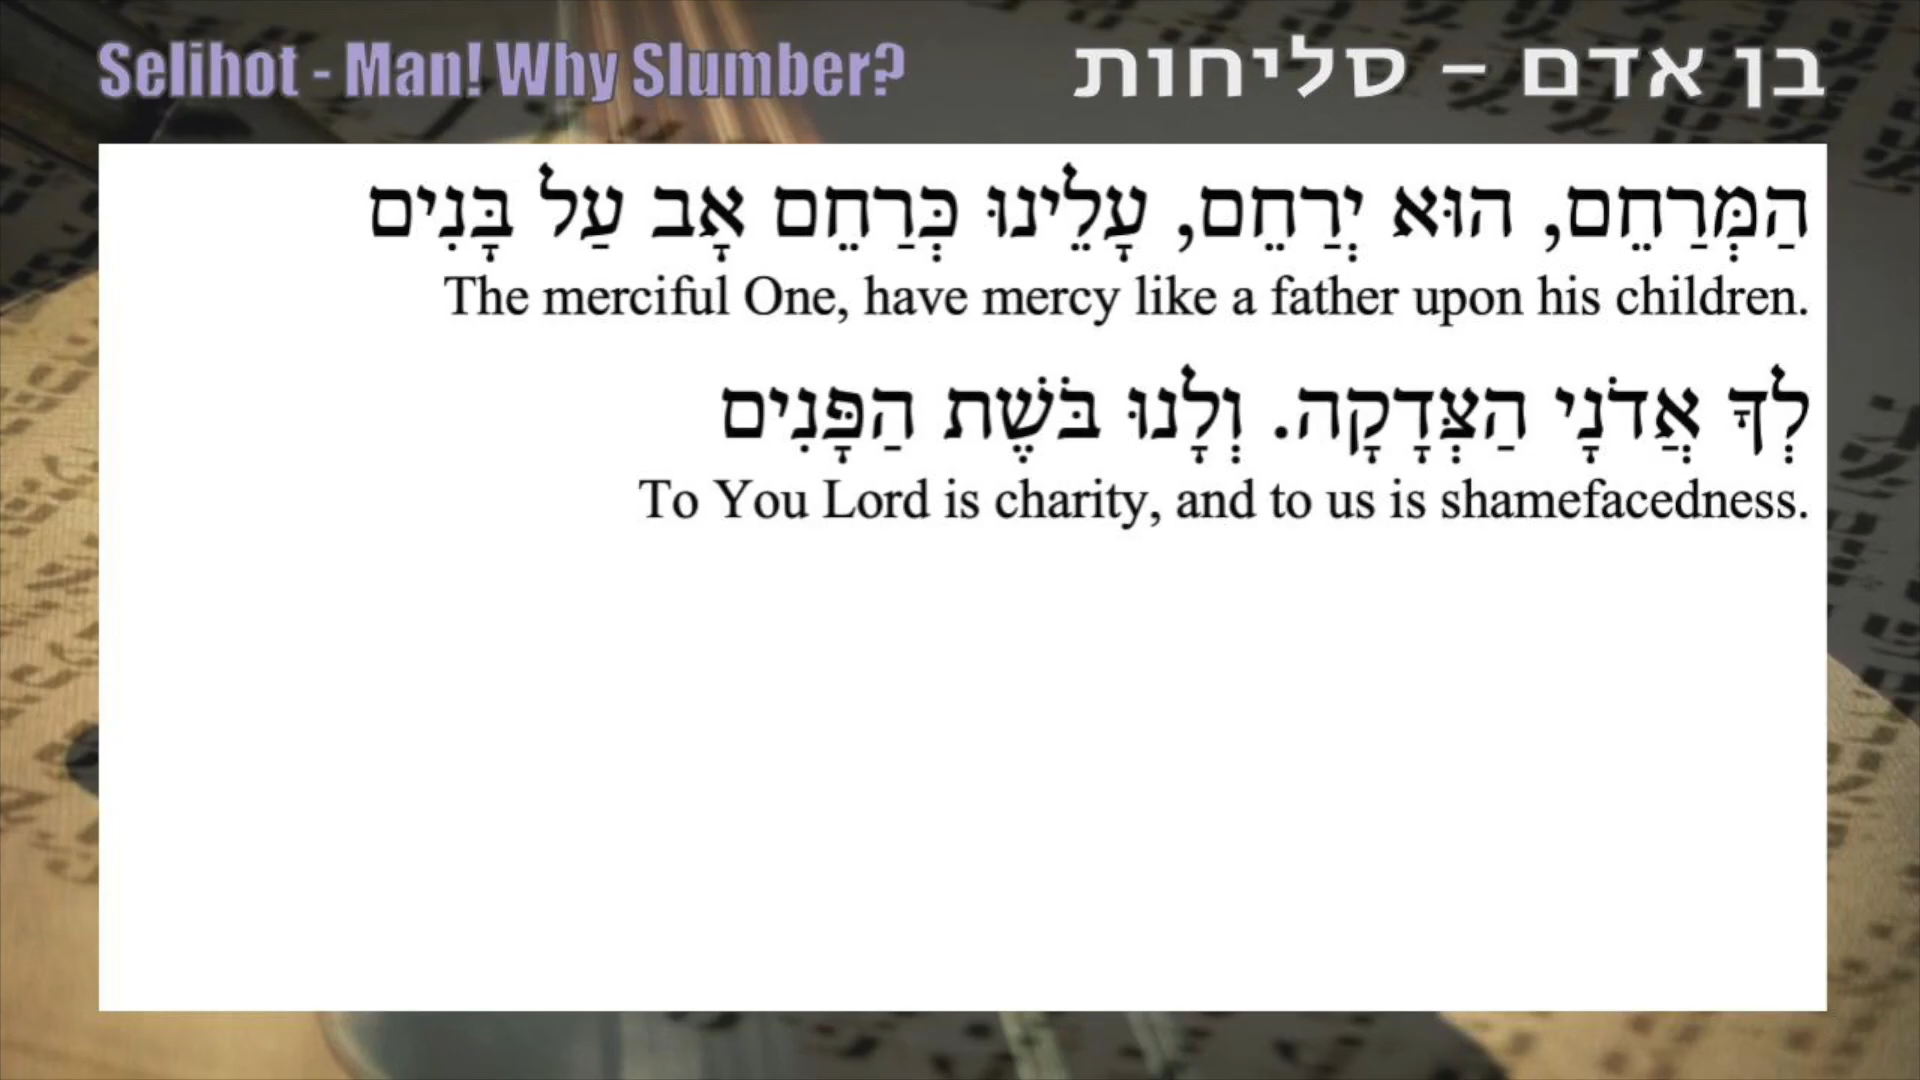 Selihot - Man! Why Slumber?
בן אדם – סליחות
הַמְּרַחֵם, הוּא יְרַחֵם, עָלֵינוּ כְּרַחֵם אָב עַל בָּנִים
The merciful One, have mercy like a father upon his children.
לְךָ אֲדֹנָי הַצְּדָקָה. וְלָנוּ בֹּשֶׁת הַפָּנִים
To You Lord is charity, and to us is shamefacedness.